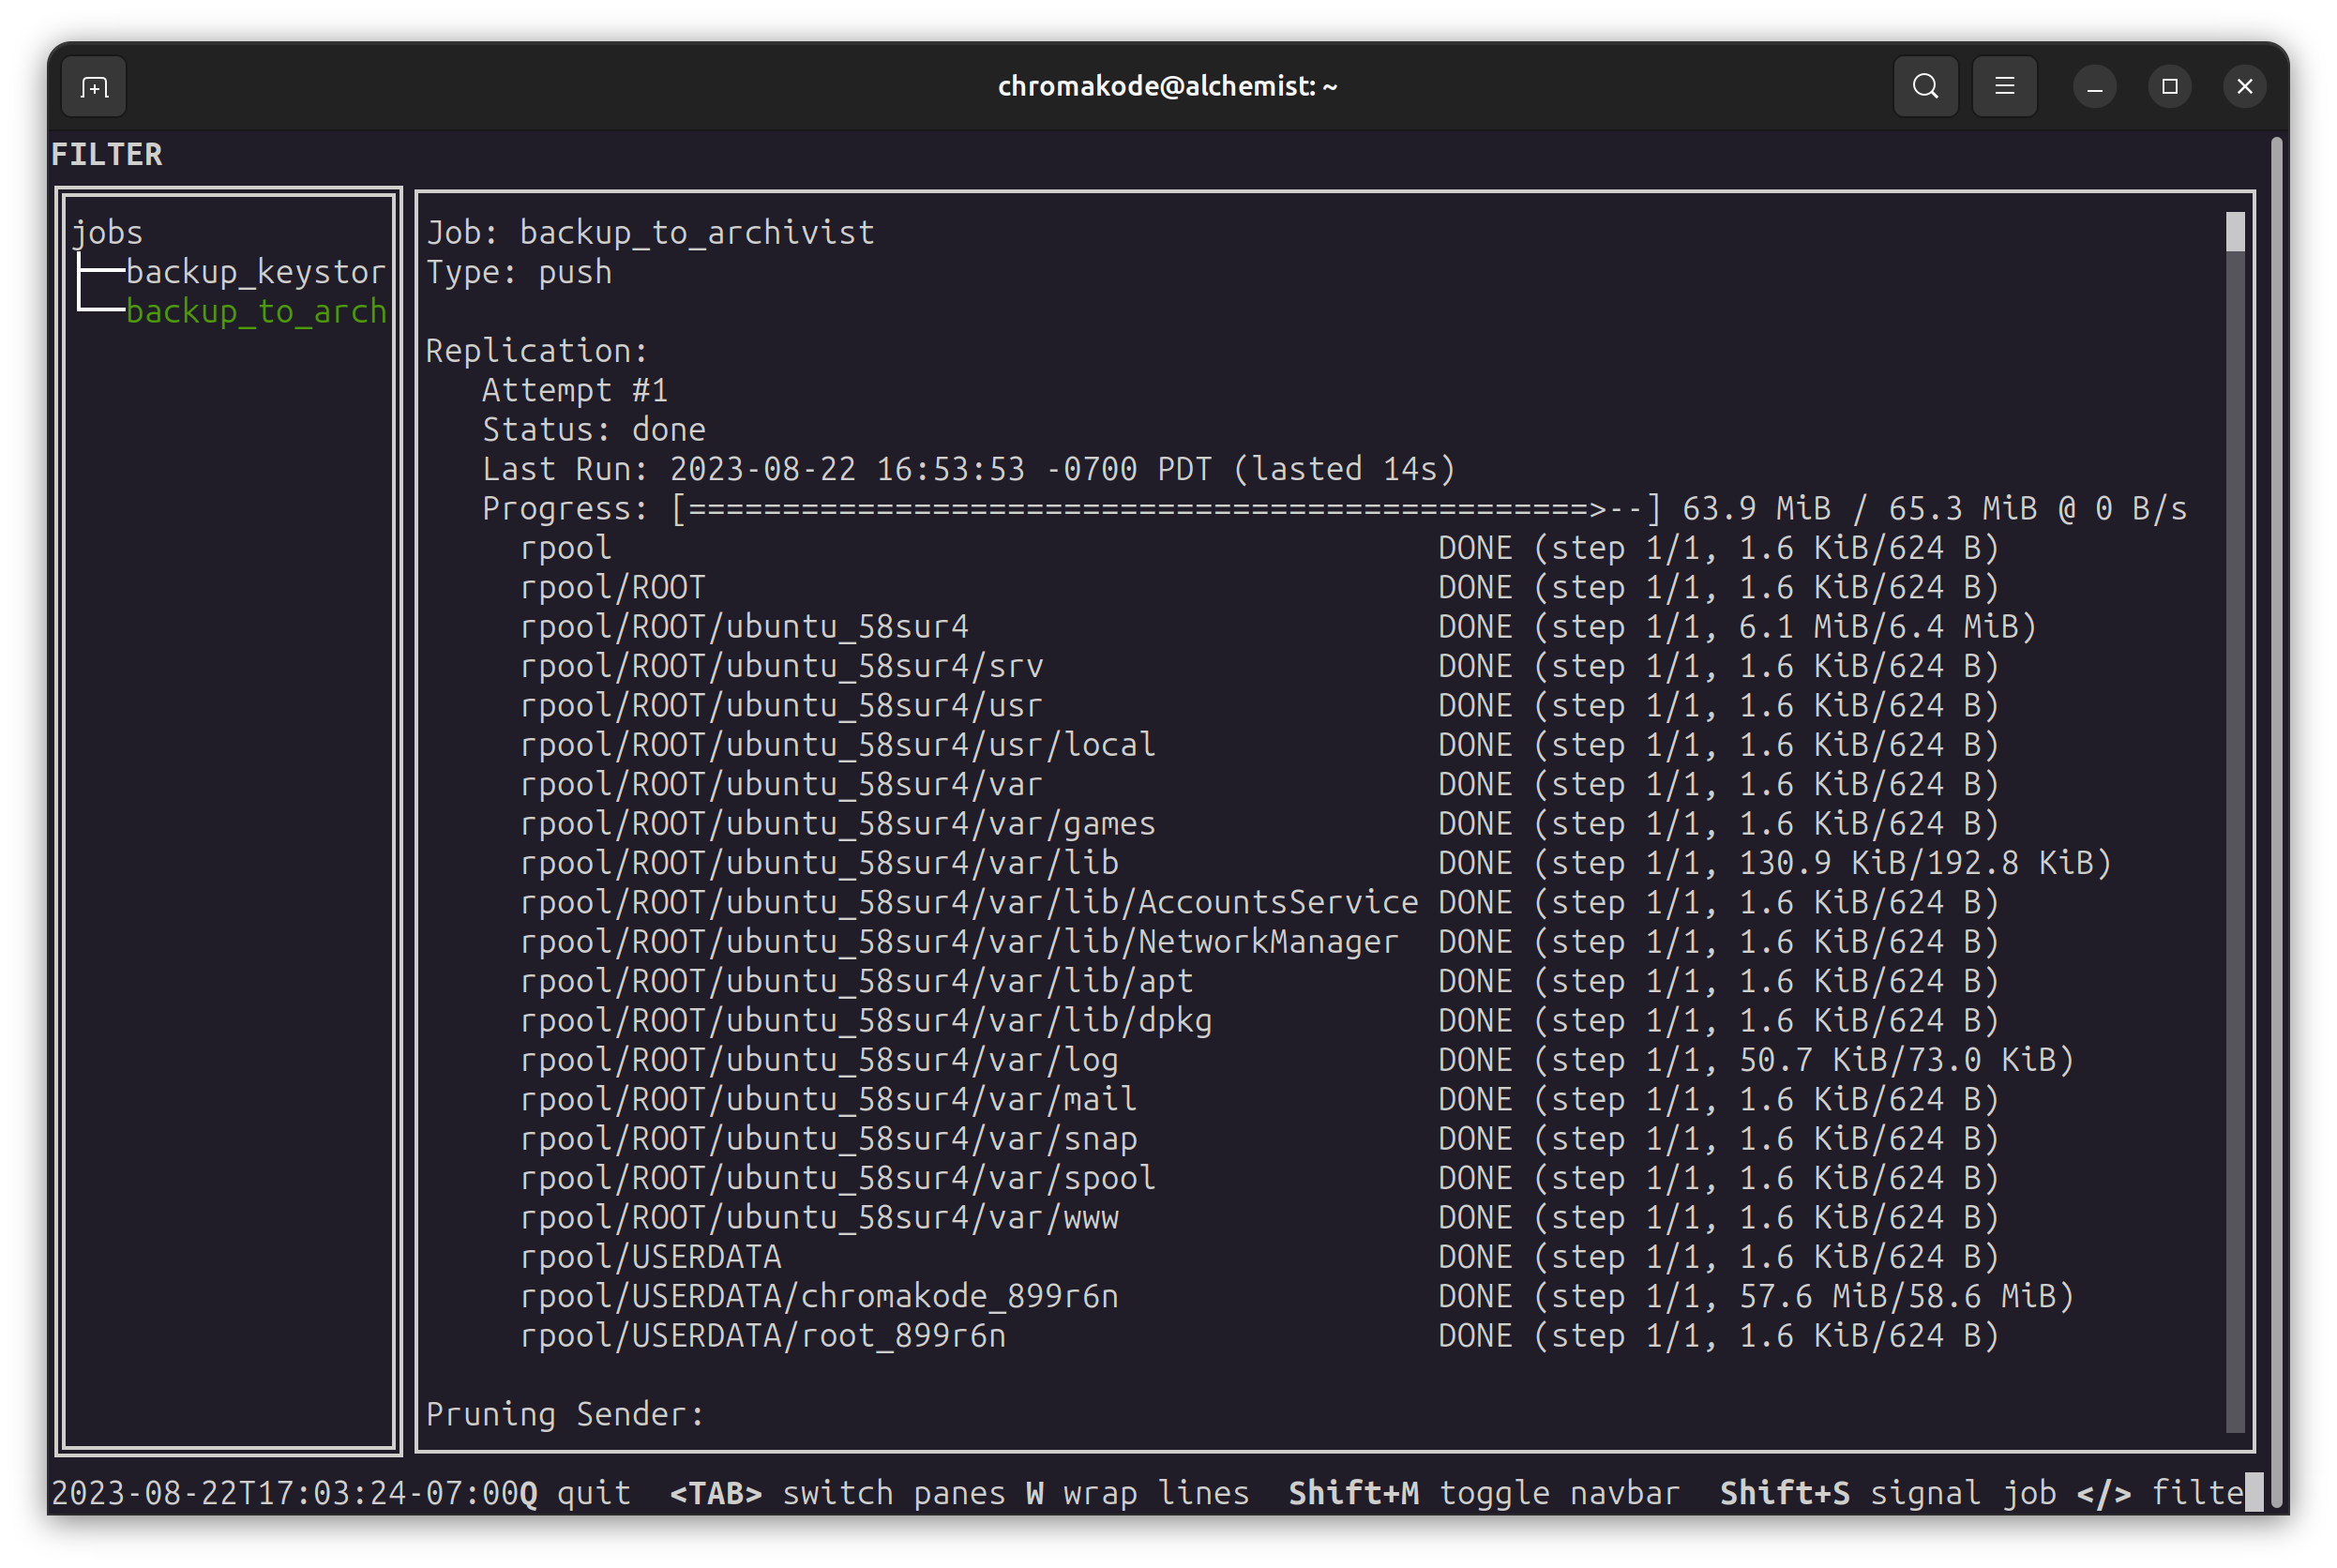 chromakode@alchemist: ~
FILTER
jobs
backup_keystor
backup_to_arch
Job: backup_to_archivist
Type: push
Replication:
Attempt #1
Status: done
Last Run: 2023-08-22 16:53:53 -0700 PDT (lasted 14s)
Progress: [================================================>--] 63.9 MiB / 65.3 MiB @ 0 B/s
rpool DONE (step 1/1, 1.6 KiB/624 B)
rpool/ROOT DONE (step 1/1, 1.6 KiB/624 B)
rpool/ROOT/ubuntu_58sur4 DONE (step 1/1, 6.1 MiB/6.4 MiB)
rpool/ROOT/ubuntu_58sur4/srv DONE (step 1/1, 1.6 KiB/624 B)
rpool/ROOT/ubuntu_58sur4/usr DONE (step 1/1, 1.6 KiB/624 B)
rpool/ROOT/ubuntu_58sur4/usr/local DONE (step 1/1, 1.6 KiB/624 B)
rpool/ROOT/ubuntu_58sur4/var DONE (step 1/1, 1.6 KiB/624 B)
rpool/ROOT/ubuntu_58sur4/var/games DONE (step 1/1, 1.6 KiB/624 B)
rpool/ROOT/ubuntu_58sur4/var/lib DONE (step 1/1, 130.9 KiB/192.8 KiB)
rpool/ROOT/ubuntu_58sur4/var/lib/AccountsService DONE (step 1/1, 1.6 KiB/624 B)
rpool/ROOT/ubuntu_58sur4/var/lib/NetworkManager DONE (step 1/1, 1.6 KiB/624 B)
rpool/ROOT/ubuntu_58sur4/var/lib/apt DONE (step 1/1, 1.6 KiB/624 B)
rpool/ROOT/ubuntu_58sur4/var/lib/dpkg DONE (step 1/1, 1.6 KiB/624 B)
rpool/ROOT/ubuntu_58sur4/var/log DONE (step 1/1, 50.7 KiB/73.0 KiB)
rpool/ROOT/ubuntu_58sur4/var/mail DONE (step 1/1, 1.6 KiB/624 B)
rpool/ROOT/ubuntu_58sur4/var/snap DONE (step 1/1, 1.6 KiB/624 B)
rpool/ROOT/ubuntu_58sur4/var/spool DONE (step 1/1, 1.6 KiB/624 B)
rpool/ROOT/ubuntu_58sur4/var/www DONE (step 1/1, 1.6 KiB/624 B)
rpool/USERDATA DONE (step 1/1, 1.6 KiB/624 B)
rpool/USERDATA/chromakode_899r6n DONE (step 1/1, 57.6 MiB/58.6 MiB)
rpool/USERDATA/root_899r6n DONE (step 1/1, 1.6 KiB/624 B)
Pruning Sender:
2023-08-22T17:03:24-07:00Q quit <TAB> switch panes W wrap lines Shift+M toggle navbar Shift+S signal job </> filte